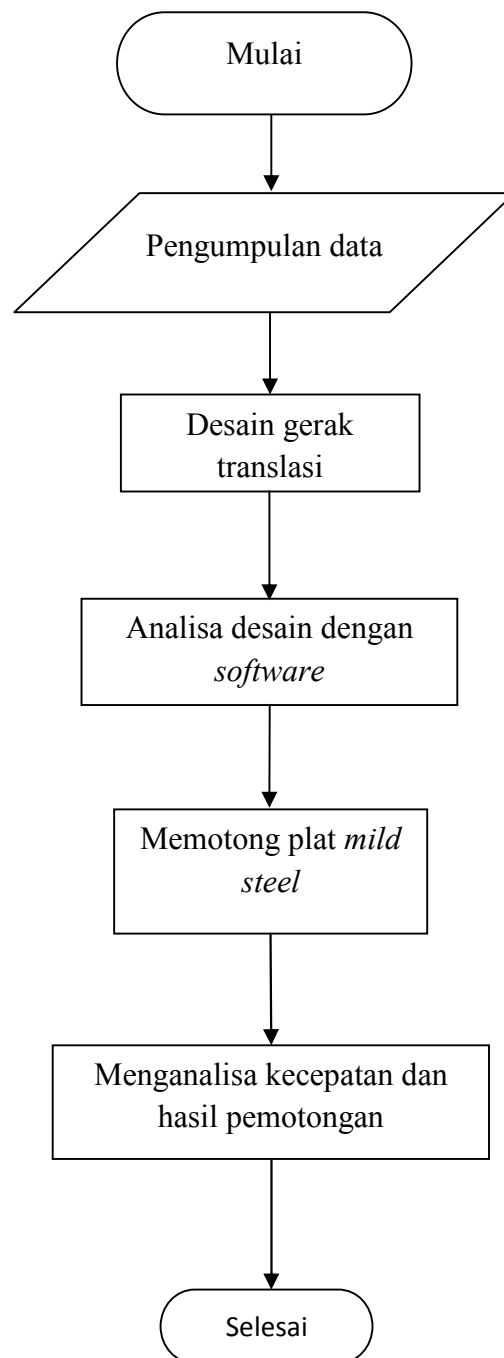 Mulai
Pengumpulan data
Desain gerak
translasi
Analisa desain dengan
software
Memotong plat mild
steel
Menganalisa kecepatan dan
hasil pemotongan
Selesai